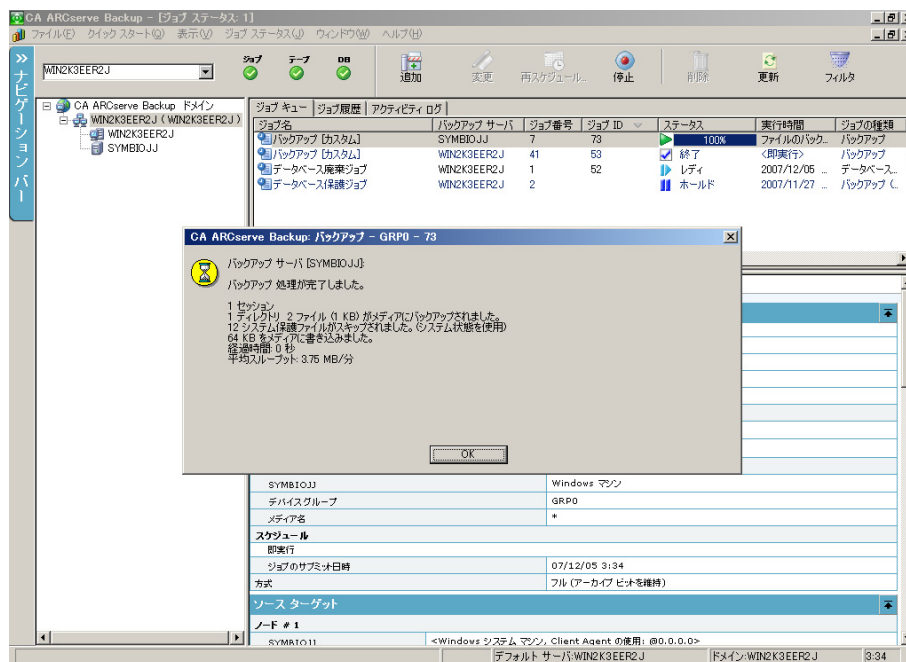 CA ARCserve Backup - [ジョブ ステータス: 1]
ファイル(F) クイック スタート(Q) 表示(V) ジョブ ステータス(J) ウィンドウ(W) ヘルプ(H)
ナビゲーション バー
WIN2K3EER2J
ジョブ テープ DB
追加 変更 再スケジュール... 停止 削除 更新 フィルタ
CA ARCserve Backup ドメイン
WIN2K3EER2J ( WIN2K3EER2J )
WIN2K3EER2J
SYMBIOJJ
ジョブ キュー ジョブ履歴 アクティビティ ログ
ジョブ名 バックアップ サーバ ジョブ番号 ジョブ ID ステータス 実行時間 ジョブの種類
バックアップ [カスタム] SYMBIOJJ 7 73 100% ファイルのバック... バックアップ
バックアップ [カスタム] WIN2K3EER2J 41 53 終了 <即実行> バックアップ
データベース廃棄ジョブ WIN2K3EER2J 1 52 レディ 2007/12/05 ... データベース...
データベース保護ジョブ WIN2K3EER2J 2 ホールド 2007/11/27 ... バックアップ (...
CA ARCserve Backup: バックアップ - GRP0 - 73
バックアップ サーバ [SYMBIOJJ]:
バックアップ 処理が完了しました。
1 セッション
1 ディレクトリ 2 ファイル (1 KB) がメディアにバックアップされました。
12 システム保護ファイルがスキップされました。(システム状態を使用)
64 KB をメディアに書き込みました。
経過時間: 0 秒
平均スループット: 3.75 MB/分
OK
SYMBIOJJ Windows マシン
デバイスグループ GRP0
メディア名 *
スケジュール
即実行
ジョブのサブミット日時 07/12/05 3:34
方式 フル (アーカイブ ビットを維持)
ソース ターゲット
ノード # 1
SYMBIOJJ <Windows システム マシン, Client Agent の使用: @0.0.0.0>
デフォルト サーバ:WIN2K3EER2J ドメイン:WIN2K3EER2J 3:34